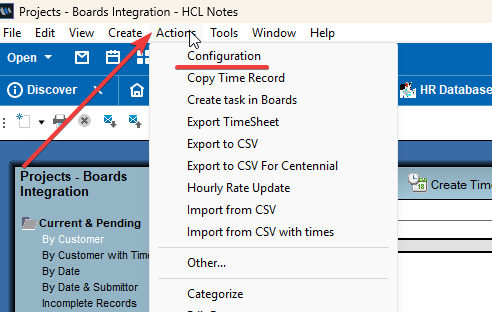 Projects - Boards Integration - HCL Notes
File Edit View Create Actions Tools Window Help
Open
Discover
HR Database
Configuration
Copy Time Record
Create task in Boards
Export TimeSheet
Export to CSV
Export to CSV For Centennial
Hourly Rate Update
Import from CSV
Import from CSV with times
Other...
Categorize
Projects - Boards
Integration
Current & Pending
By Customer
By Customer with Time
By Date
By Date & Submittor
Incomplete Records
18
Create Time